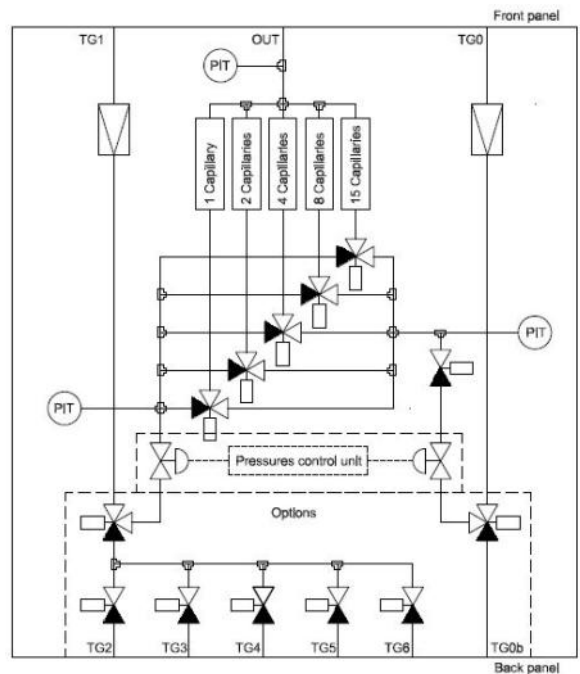 Front panel
TG1
OUT
TG0
PIT
1 Capillary
2 Capillaries
4 Capillaries
8 Capillaries
15 Capillaries
PIT
PIT
Pressures control unit
Options
TG2
TG3
TG4
TG5
TG6
TG0b
Back panel